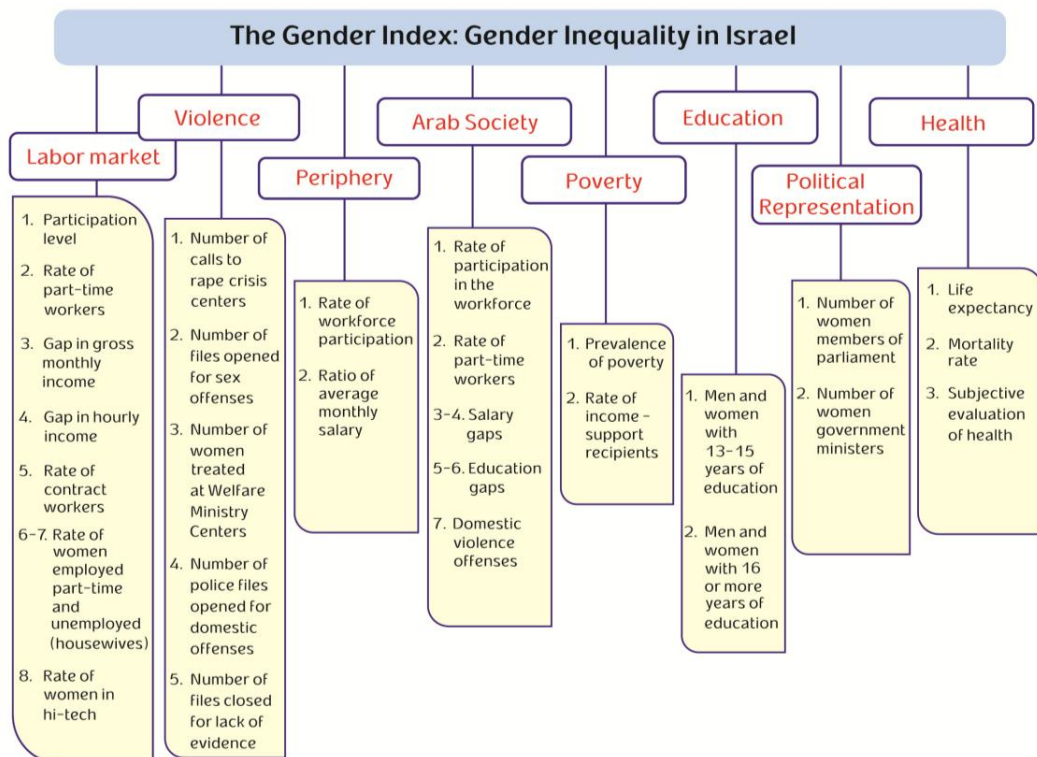 The Gender Index: Gender Inequality in Israel
Labor market
1. Participation
level
2. Rate of
part-time
workers
3. Gap in gross
monthly
income
4. Gap in hourly
income
5. Rate of
contract
workers
6-7. Rate of
women
employed
part-time
and
unemployed
(housewives)
8. Rate of
women in
hi-tech
Violence
1. Number of
calls to
rape crisis
centers
2. Number of
files opened
for sex
offenses
3. Number of
women
treated
at Welfare
Ministry
Centers
4. Number of
police files
opened for
domestic
offenses
5. Number of
files closed
for lack of
evidence
Periphery
1. Rate of
workforce
participation
2. Ratio of
average
monthly
salary
Arab Society
1. Rate of
participation
in the
workforce
2. Rate of
part-time
workers
3-4. Salary
gaps
5-6. Education
gaps
7. Domestic
violence
offenses
Poverty
1. Prevalence
of poverty
2. Rate of
income –
support
recipients
Education
1. Men and
women
with
13-15
years of
education
2. Men and
women
with 16
or more
years of
education
Political
Representation
1. Number of
women
members of
parliament
2. Number of
women
government
ministers
Health
1. Life
expectancy
2. Mortality
rate
3. Subjective
evaluation
of health